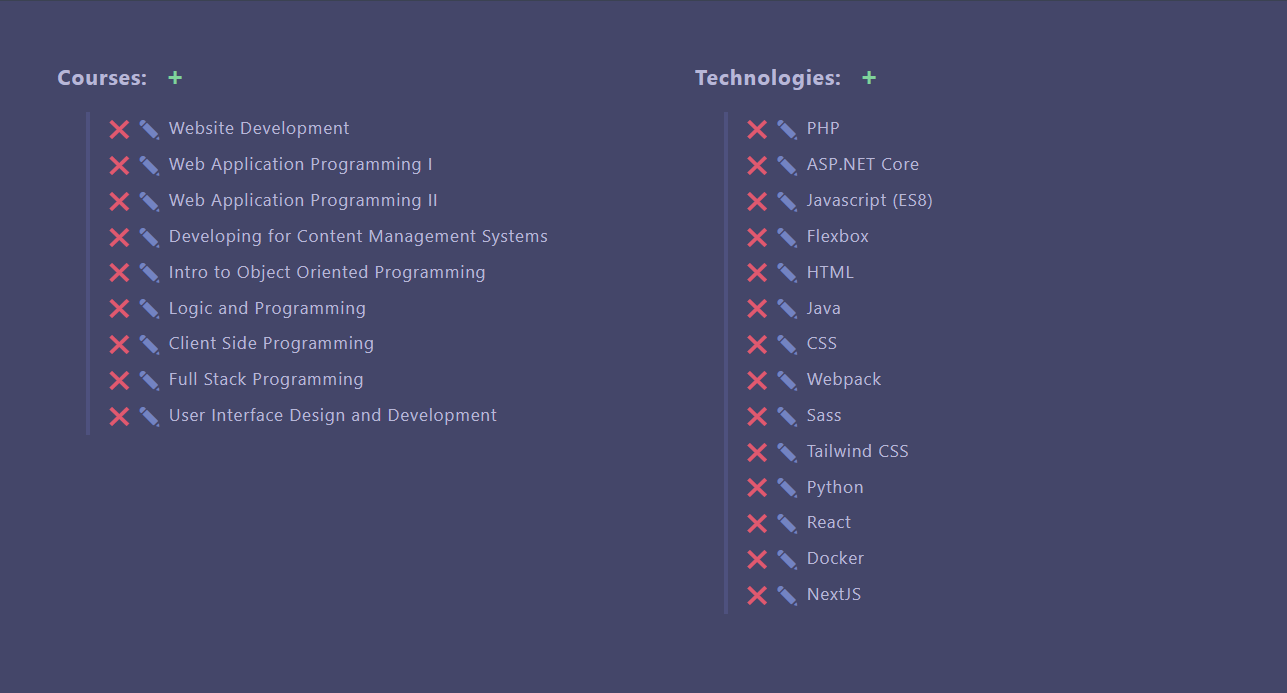 Courses: +
Website Development
Web Application Programming I
Web Application Programming II
Developing for Content Management Systems
Intro to Object Oriented Programming
Logic and Programming
Client Side Programming
Full Stack Programming
User Interface Design and Development
Technologies: +
PHP
ASP.NET Core
Javascript (ES8)
Flexbox
HTML
Java
CSS
Webpack
Sass
Tailwind CSS
Python
React
Docker
NextJS